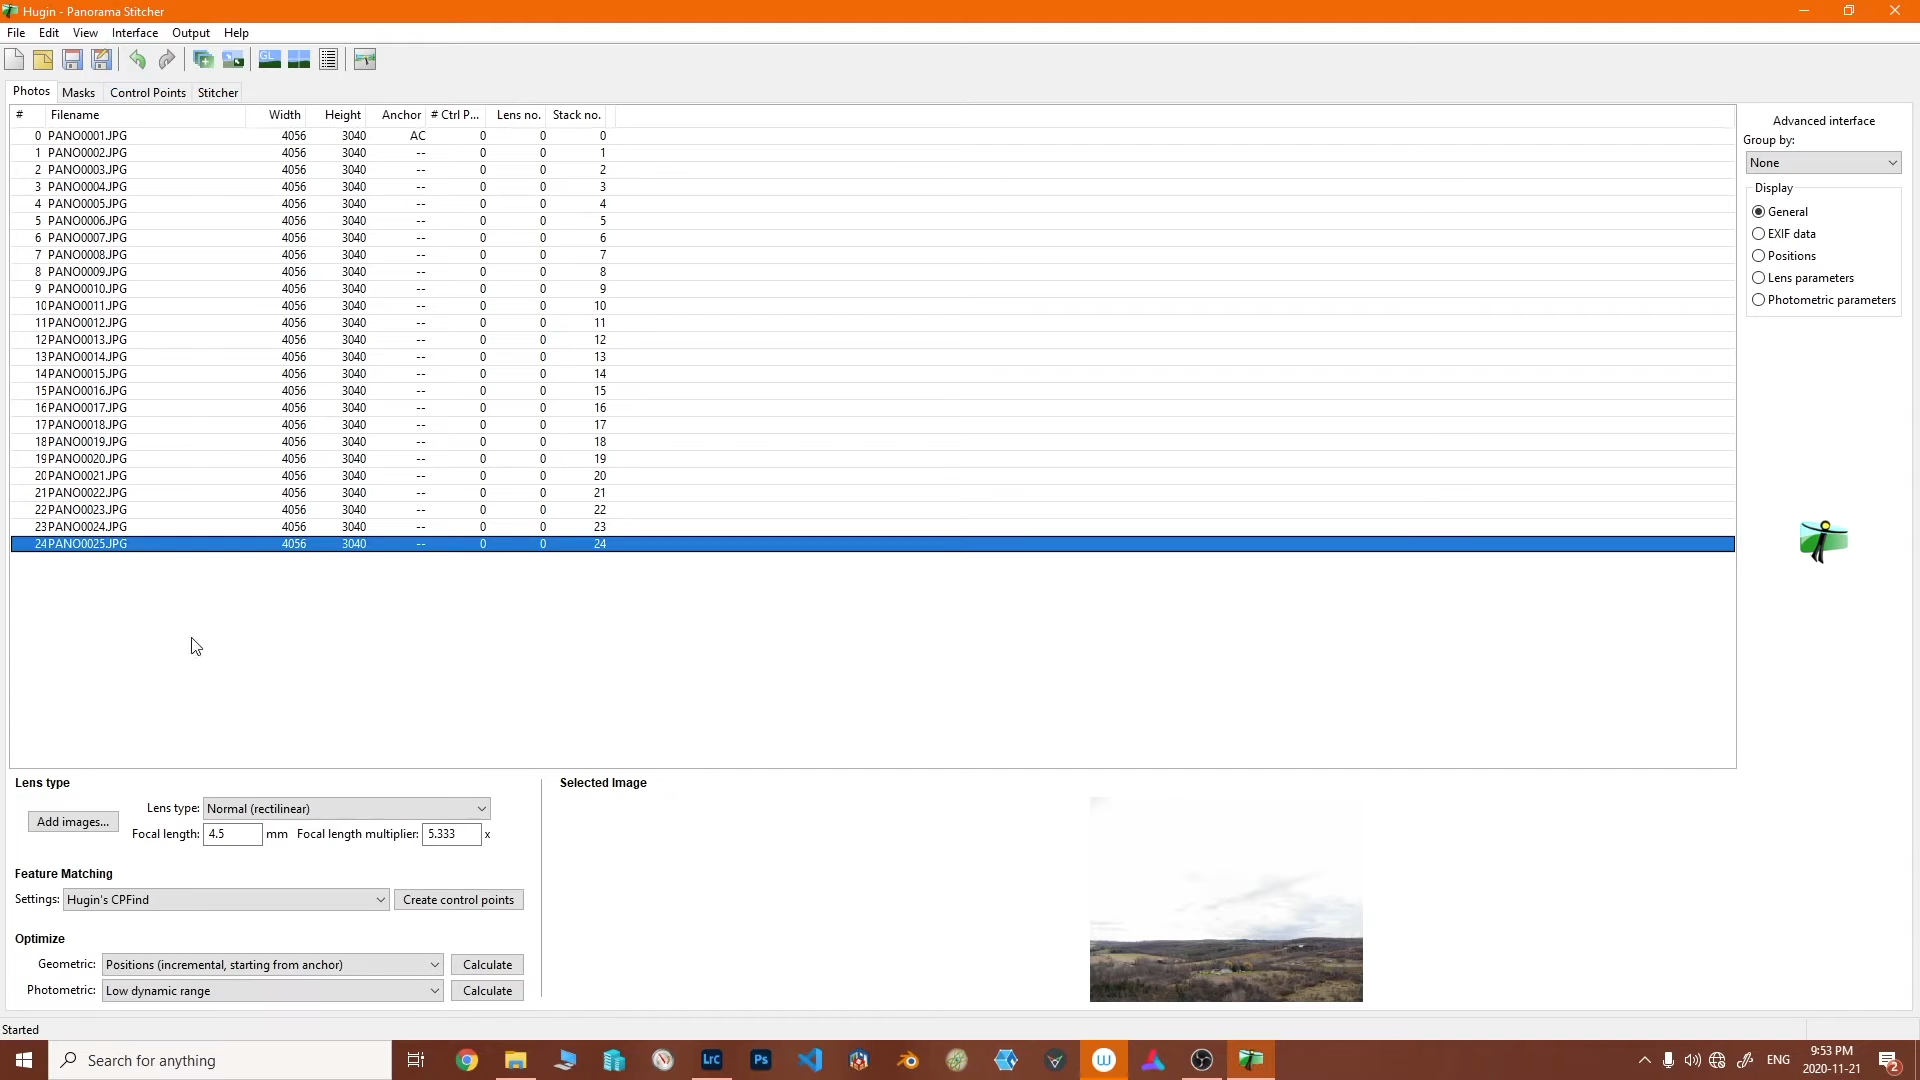 Hugin - Panorama Stitcher
File Edit View Interface Output Help
GL
Photos Masks Control Points Stitcher
# Filename Width Height Anchor # Ctrl P... Lens no. Stack no.
0 PANO0001.JPG 4056 3040 AC 0 0 0
1 PANO0002.JPG 4056 3040 -- 0 0 1
2 PANO0003.JPG 4056 3040 -- 0 0 2
3 PANO0004.JPG 4056 3040 -- 0 0 3
4 PANO0005.JPG 4056 3040 -- 0 0 4
5 PANO0006.JPG 4056 3040 -- 0 0 5
6 PANO0007.JPG 4056 3040 -- 0 0 6
7 PANO0008.JPG 4056 3040 -- 0 0 7
8 PANO0009.JPG 4056 3040 -- 0 0 8
9 PANO0010.JPG 4056 3040 -- 0 0 9
10 PANO0011.JPG 4056 3040 -- 0 0 10
11 PANO0012.JPG 4056 3040 -- 0 0 11
12 PANO0013.JPG 4056 3040 -- 0 0 12
13 PANO0014.JPG 4056 3040 -- 0 0 13
14 PANO0015.JPG 4056 3040 -- 0 0 14
15 PANO0016.JPG 4056 3040 -- 0 0 15
16 PANO0017.JPG 4056 3040 -- 0 0 16
17 PANO0018.JPG 4056 3040 -- 0 0 17
18 PANO0019.JPG 4056 3040 -- 0 0 18
19 PANO0020.JPG 4056 3040 -- 0 0 19
20 PANO0021.JPG 4056 3040 -- 0 0 20
21 PANO0022.JPG 4056 3040 -- 0 0 21
22 PANO0023.JPG 4056 3040 -- 0 0 22
23 PANO0024.JPG 4056 3040 -- 0 0 23
24 PANO0025.JPG 4056 3040 -- 0 0 24
Advanced interface
Group by:
None
Display
General
EXIF data
Positions
Lens parameters
Photometric parameters
Lens type
Add images...
Lens type: Normal (rectilinear)
Focal length: 4.5 mm Focal length multiplier: 5.333 x
Feature Matching
Settings: Hugin's CPFind Create control points
Optimize
Geometric: Positions (incremental, starting from anchor) Calculate
Photometric: Low dynamic range Calculate
Selected Image
Started
Search for anything
Lrc Ps W
ENG
9:53 PM
2020-11-21
2